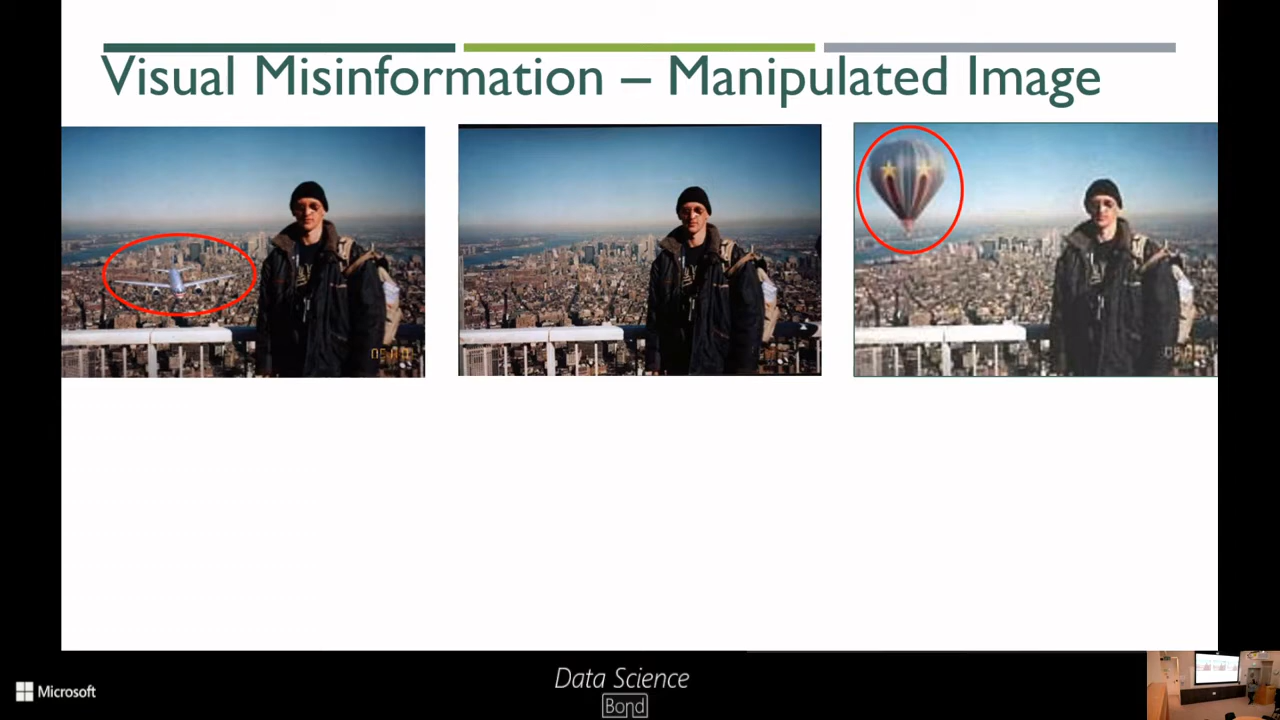 Visual Misinformation – Manipulated Image
Data Science
Bond
Microsoft